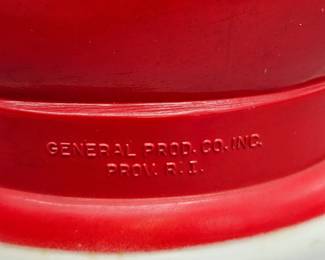 GENERAL PROD. CO. INC.
PROV. R.I.